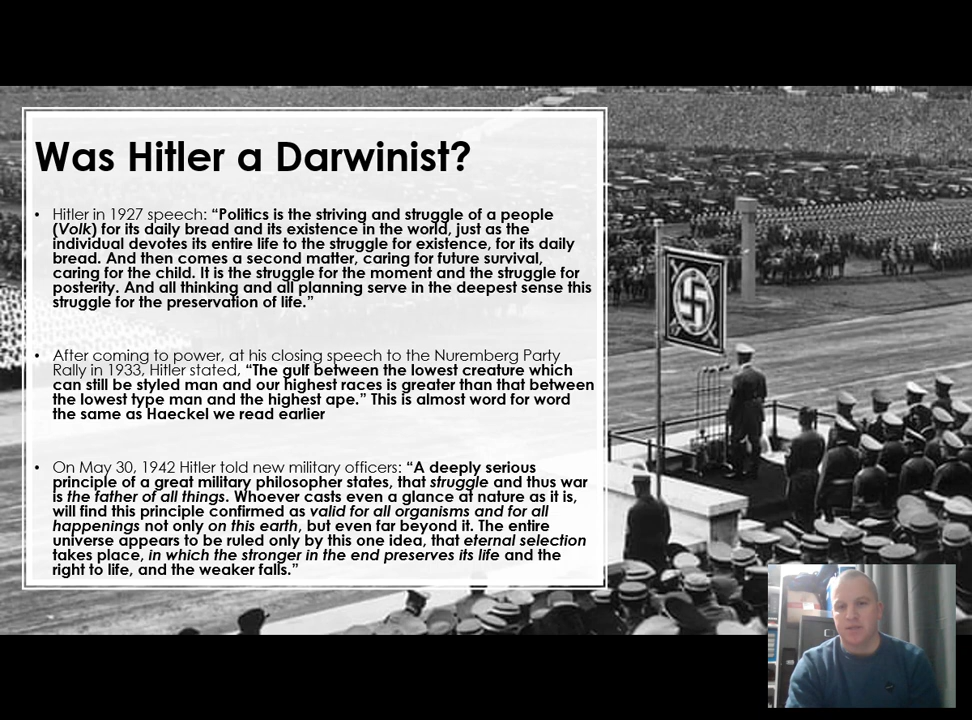 Was Hitler a Darwinist?
• Hitler in 1927 speech: “Politics is the striving and struggle of a people
(Volk) for its daily bread and its existence in the world, just as the
individual devotes its entire life to the struggle for existence, for its daily
bread. And then comes a second matter, caring for future survival,
caring for the child. It is the struggle for the moment and the struggle for
posterity. And all thinking and all planning serve in the deepest sense this
struggle for the preservation of life.”
• After coming to power, at his closing speech to the Nuremberg Party
Rally in 1933, Hitler stated, “The gulf between the lowest creature which
can still be styled man and our highest races is greater than that between
the lowest type man and the highest ape.” This is almost word for word
the same as Haeckel we read earlier
• On May 30, 1942 Hitler told new military officers: “A deeply serious
principle of a great military philosopher states, that struggle and thus war
is the father of all things. Whoever casts even a glance at nature as it is,
will find this principle confirmed as valid for all organisms and for all
happenings not only on this earth, but even far beyond it. The entire
universe appears to be ruled only by this one idea, that eternal selection
takes place, in which the stronger in the end preserves its life and the
right to life, and the weaker falls.”